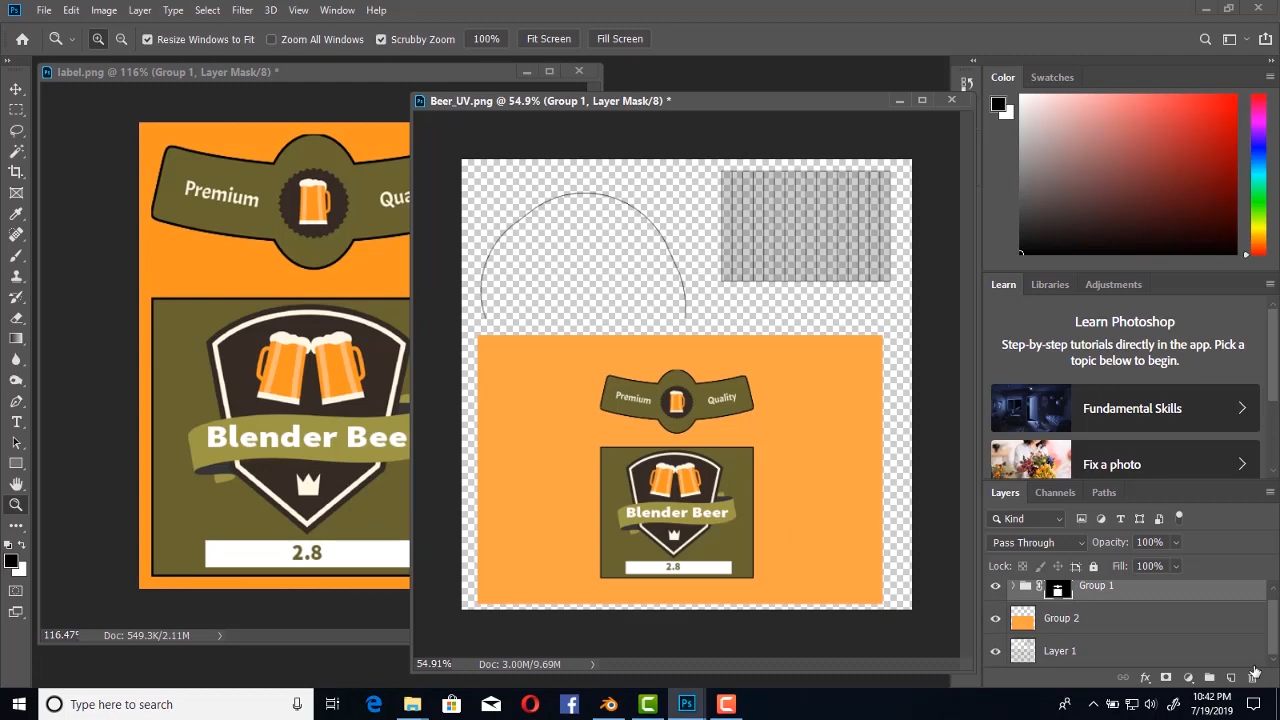 Ps File Edit Image Layer Type Select Filter 3D View Window Help
Resize Windows to Fit Zoom All Windows Scrubby Zoom 100% Fit Screen Fill Screen
label.png @ 116% (Group 1, Layer Mask/8) *
Beer_UV.png @ 54.9% (Group 1, Layer Mask/8) *
Premium Qua
Blender Bee
2.8
Premium Quality
Blender Beer
2.8
116.47% Doc: 549.3K/2.11M
54.91% Doc: 3.00M/9.69M
Color Swatches
Learn Libraries Adjustments
Learn Photoshop
Step-by-step tutorials directly in the app. Pick a
topic below to begin.
Fundamental Skills
Fix a photo
Layers Channels Paths
Kind
Pass Through Opacity: 100%
Lock: Fill: 100%
Group 1
Group 2
Layer 1
Type here to search
10:42 PM
7/19/2019